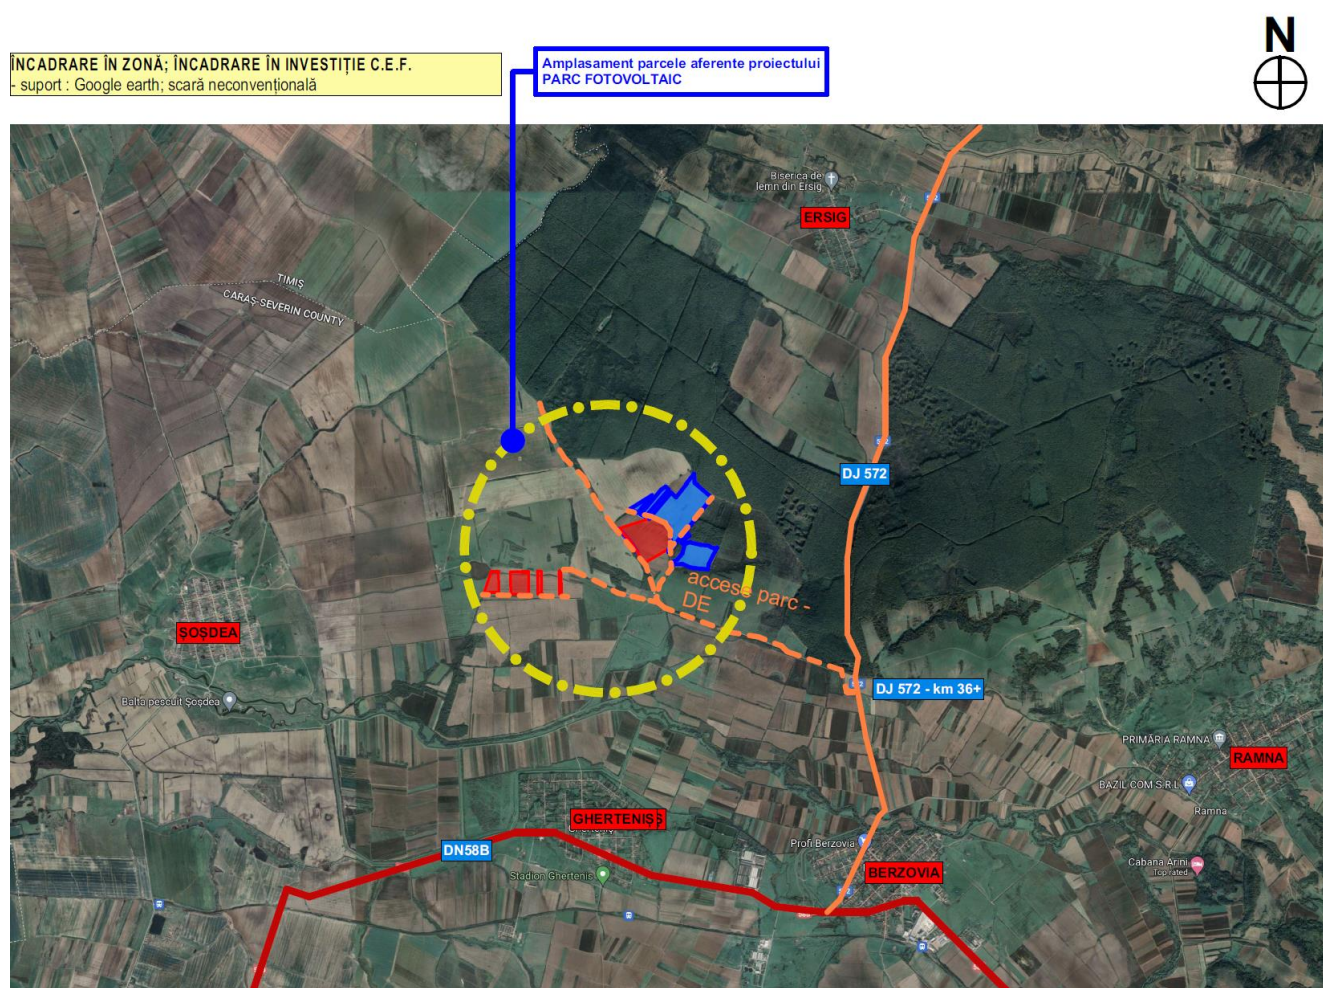 N
ÎNCADRARE ÎN ZONĂ; ÎNCADRARE ÎN INVESTIȚIE C.E.F.
- suport : Google earth; scară neconvențională
Amplasament parcele aferente proiectului
PARC FOTOVOLTAIC
Biserica de
lemn din Ersig
ERSIG
TIMIȘ
CARAȘ-SEVERIN COUNTY
DJ 572
accese parc -
DE
ȘOȘDEA
Balta pescuit Șoșdea
DJ 572 - km 36+
PRIMĂRIA RAMNA
RAMNA
BAZIL COM S.R.L
Ramna
GHERTENIȘȘ
DN58B
Profi Berzovia
Stadion Ghertenis
BERZOVIA
Cabana Arini
Top rated